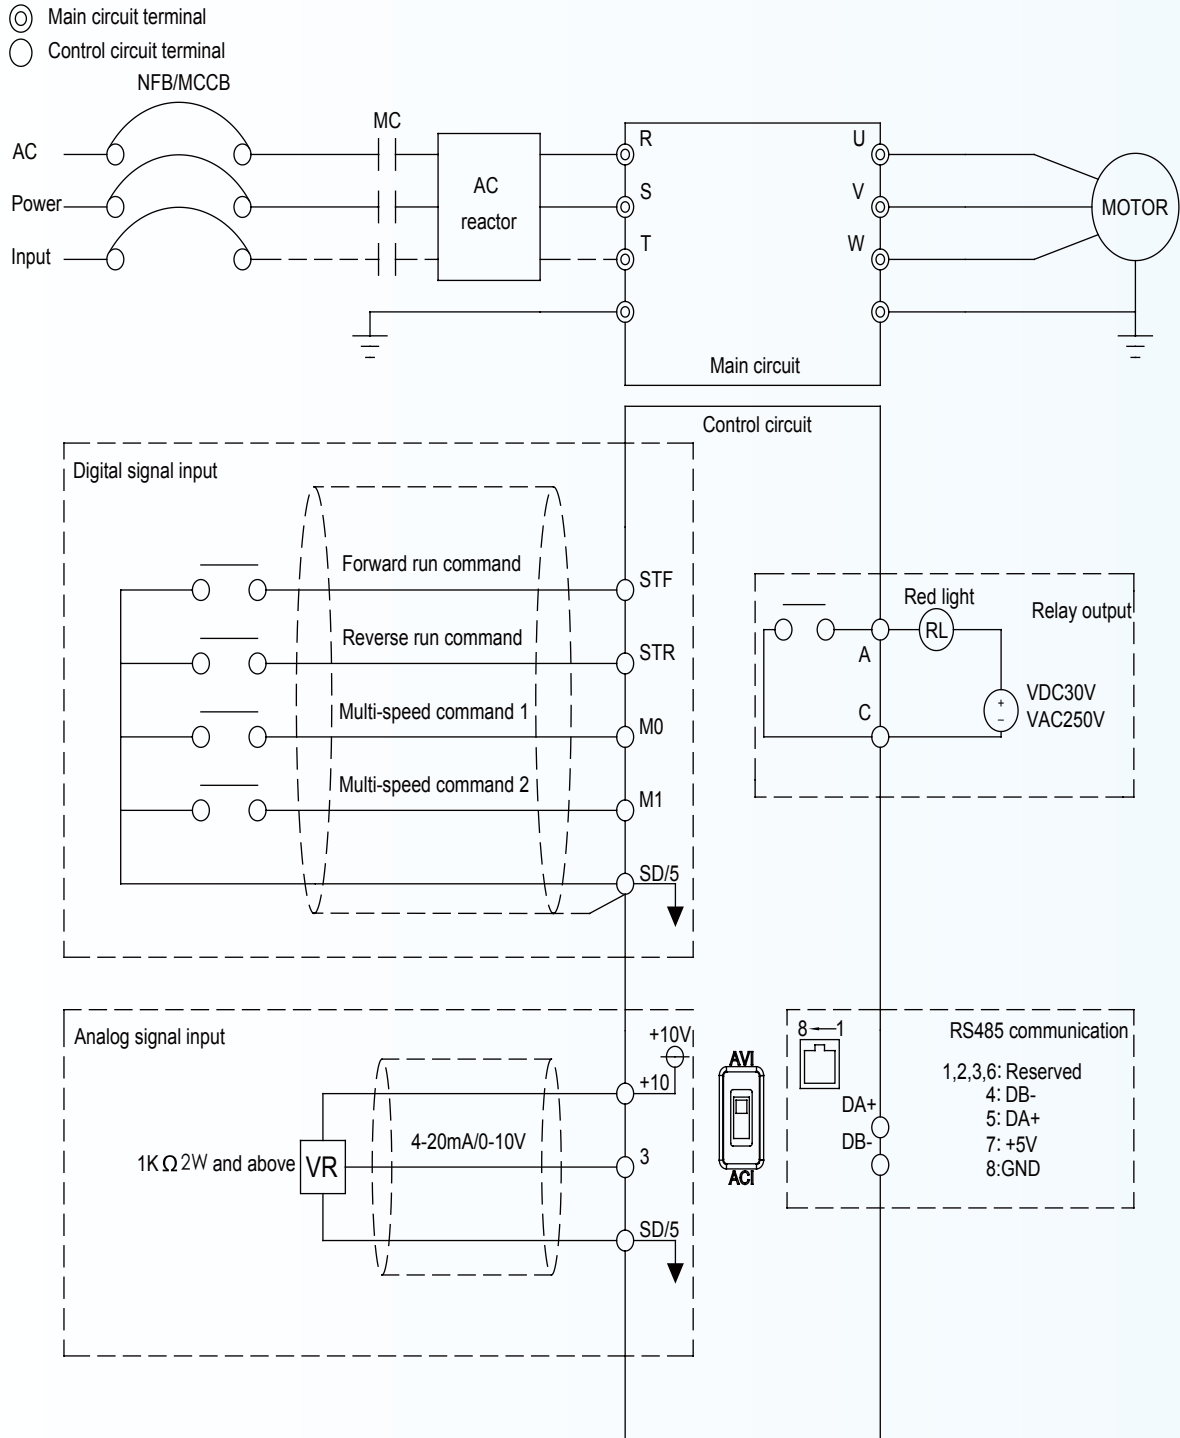 Main circuit terminal
Control circuit terminal
NFB/MCCB
MC
AC
Power
Input
AC
reactor
R
S
T
U
V
W
MOTOR
Main circuit
Control circuit
Digital signal input
Forward run command
STF
Reverse run command
STR
Multi-speed command 1
M0
Multi-speed command 2
M1
SD/5
Red light
Relay output
RL
A
C
+
−
VDC30V
VAC250V
Analog signal input
+10V
+10
4-20mA/0-10V
3
1KΩ2W and above
VR
SD/5
AVI
ACI
8 1
RS485 communication
1,2,3,6: Reserved
4: DB-
5: DA+
7: +5V
8:GND
DA+
DB-